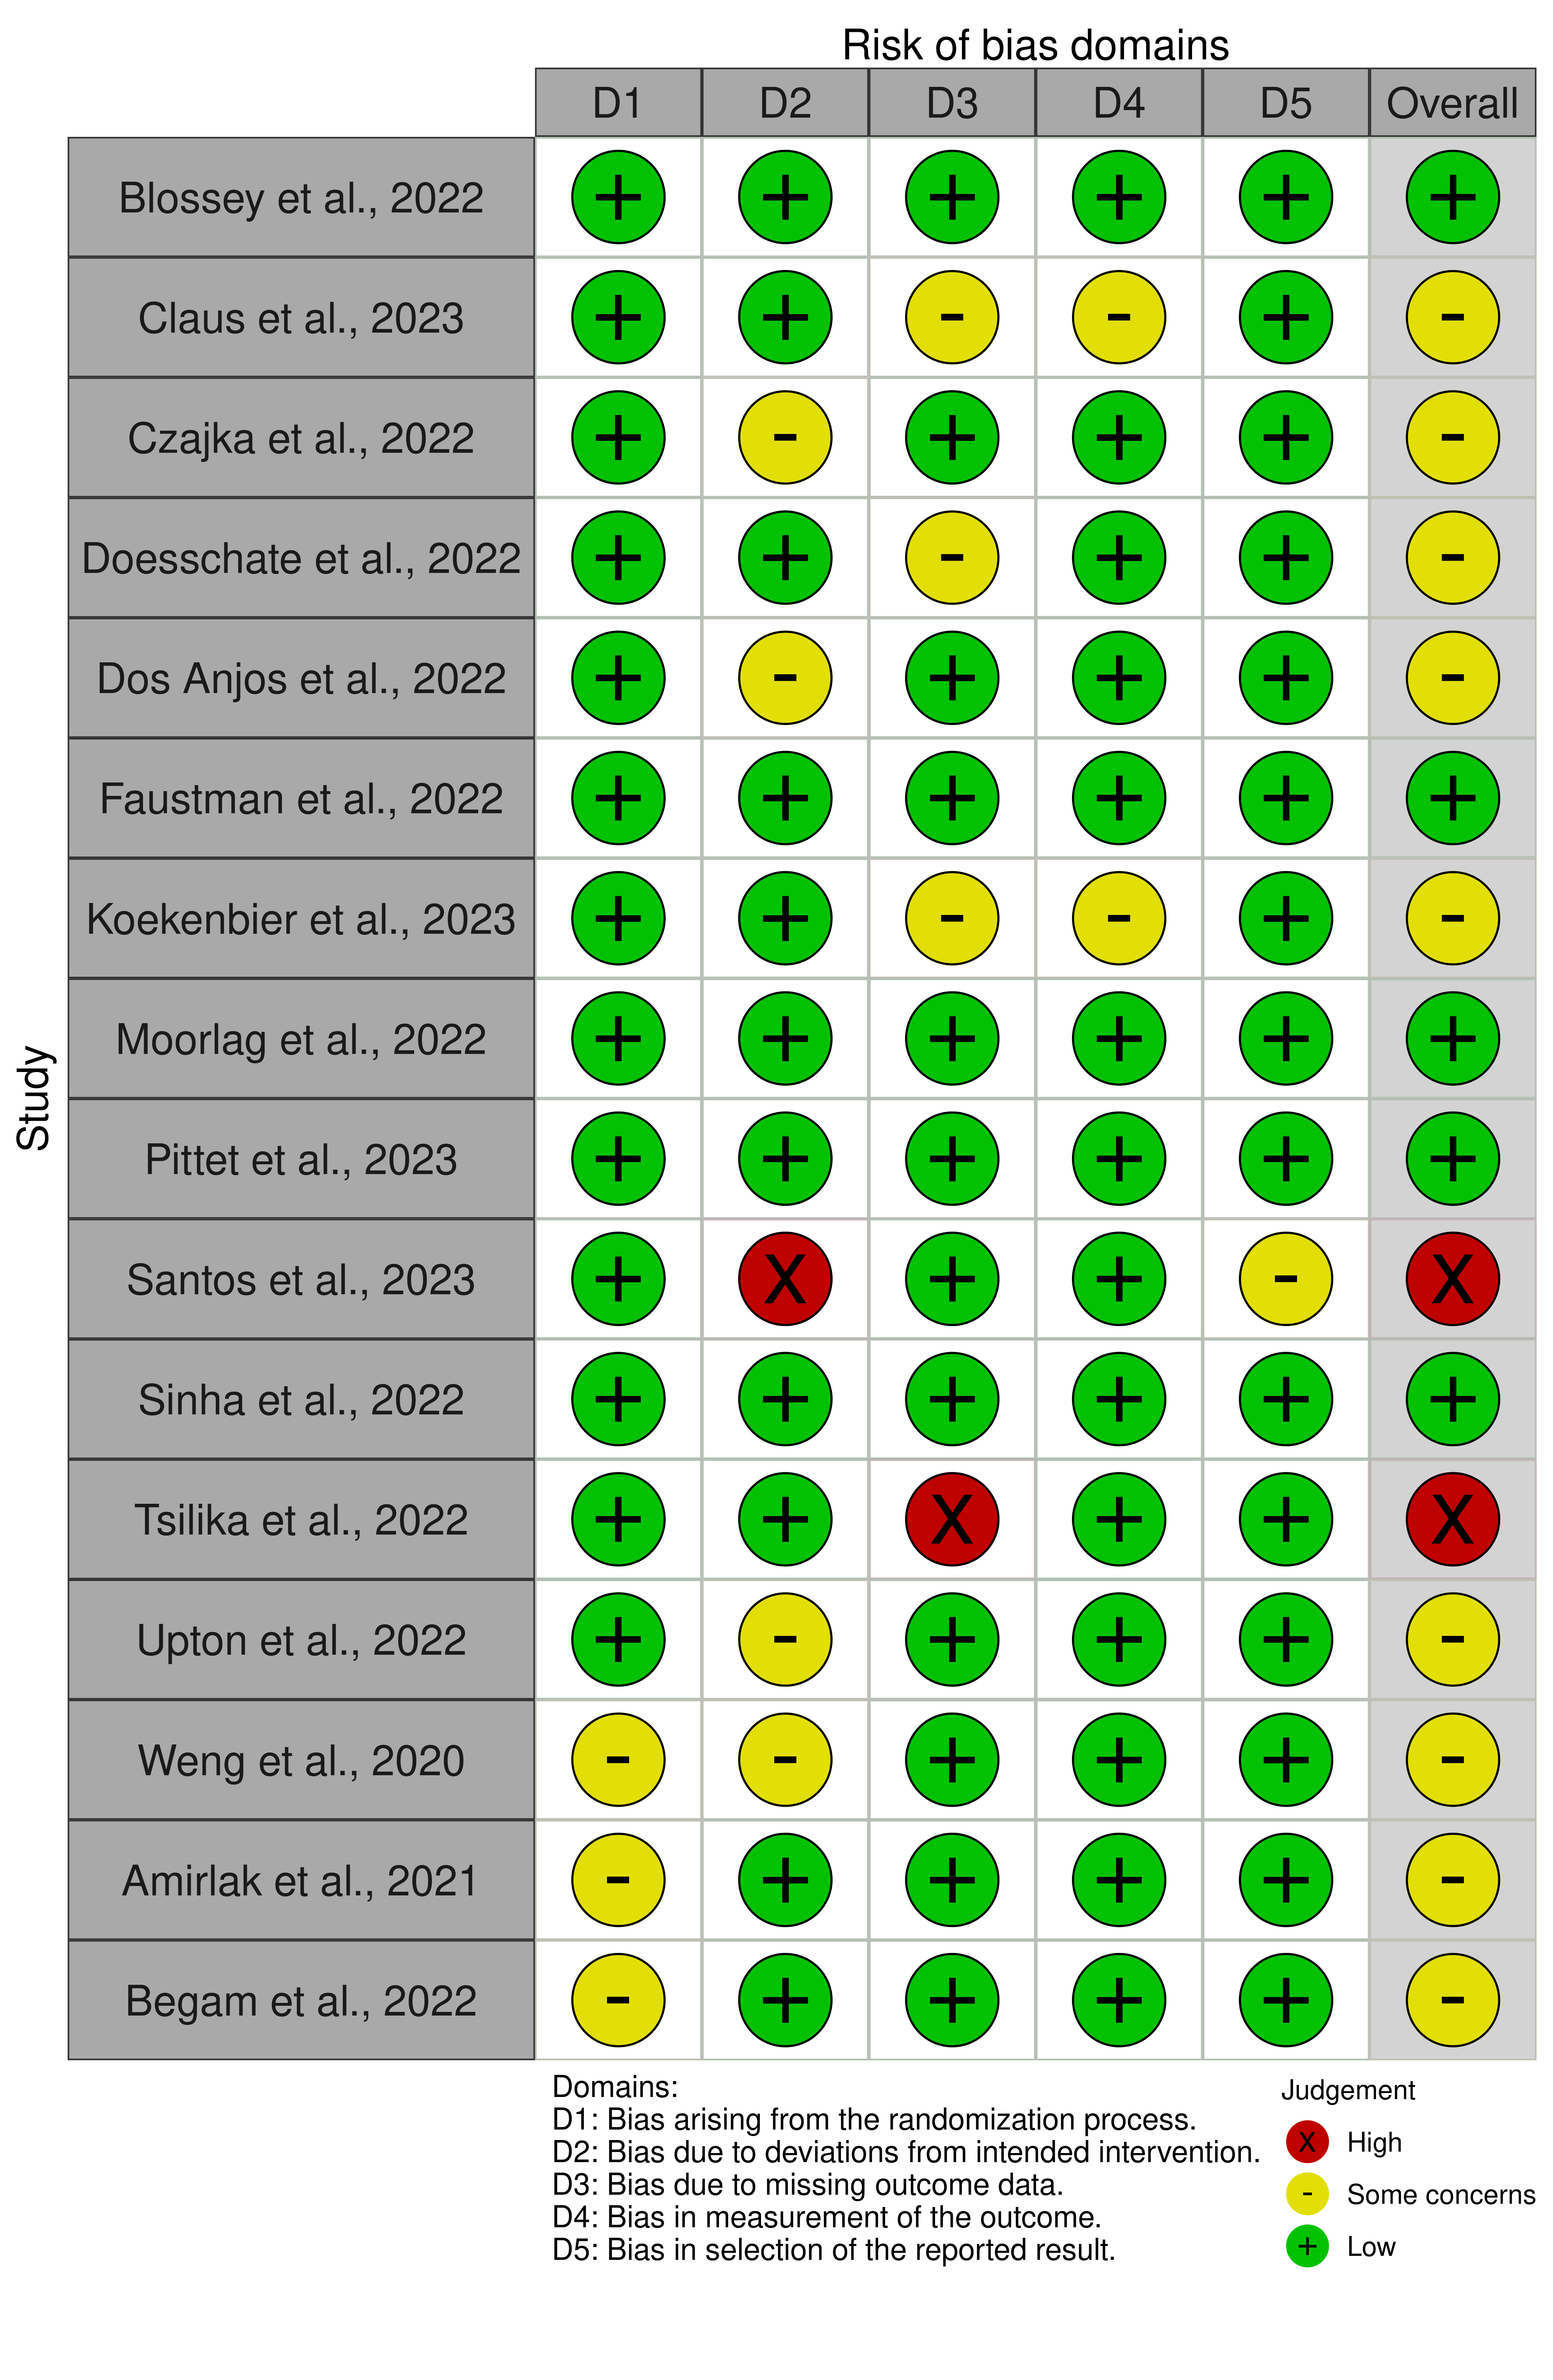 Risk of bias domains
D1 D2 D3 D4 D5 Overall
Study
Blossey et al., 2022 + + + + + +
Claus et al., 2023 + + - - + -
Czajka et al., 2022 + - + + + -
Doesschate et al., 2022 + + - + + -
Dos Anjos et al., 2022 + - + + + -
Faustman et al., 2022 + + + + + +
Koekenbier et al., 2023 + + - - + -
Moorlag et al., 2022 + + + + + +
Pittet et al., 2023 + + + + + +
Santos et al., 2023 + X + + - X
Sinha et al., 2022 + + + + + +
Tsilika et al., 2022 + + X + + X
Upton et al., 2022 + - + + + -
Weng et al., 2020 - - + + + -
Amirlak et al., 2021 - + + + + -
Begam et al., 2022 - + + + + -
Domains:
D1: Bias arising from the randomization process.
D2: Bias due to deviations from intended intervention.
D3: Bias due to missing outcome data.
D4: Bias in measurement of the outcome.
D5: Bias in selection of the reported result.
Judgement
X High
- Some concerns
+ Low